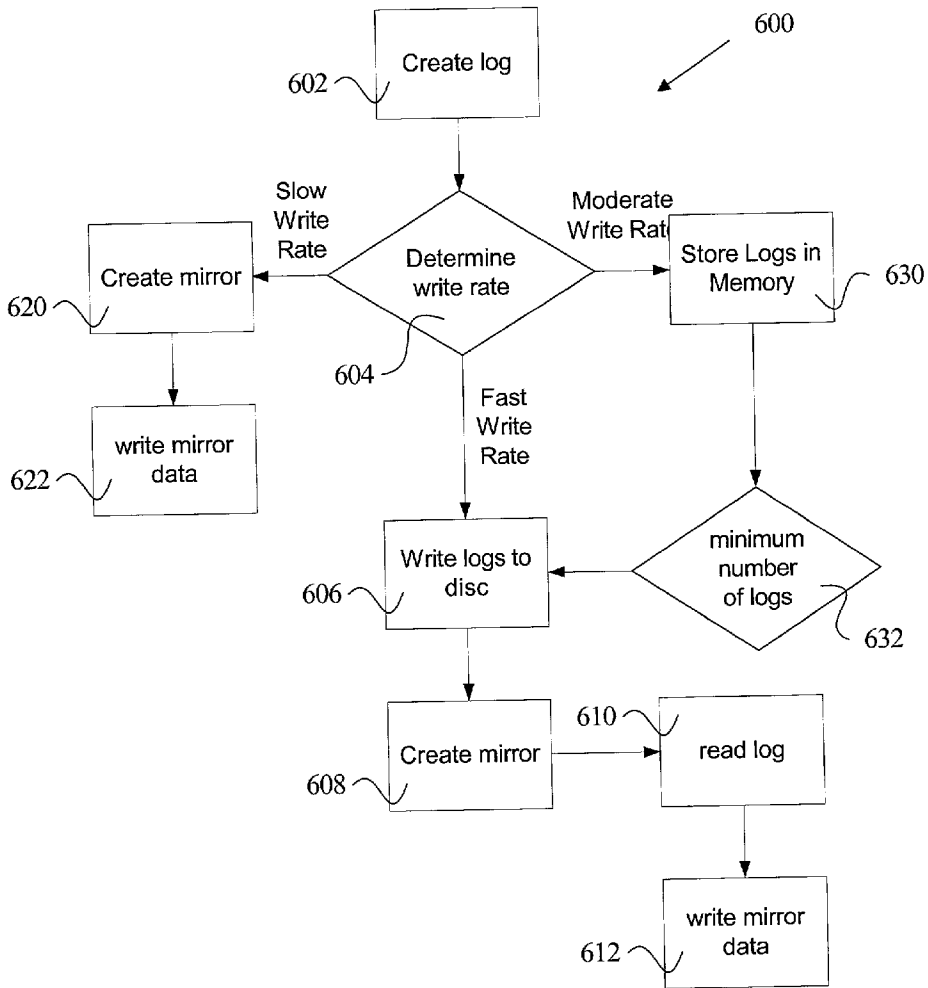 600
Create log
602
Slow
Write
Rate
Moderate
Write Rate
Determine
write rate
604
Create mirror
620
Store Logs in
Memory
630
Fast
Write
Rate
write mirror
data
622
minimum
number
of logs
632
Write logs to
disc
606
610
read log
Create mirror
608
write mirror
data
612